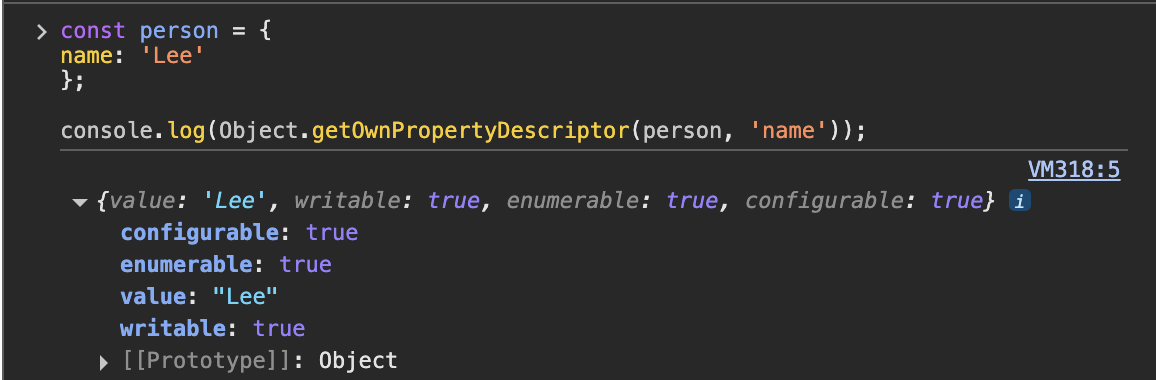 const person = {
name: 'Lee'
};
console.log(Object.getOwnPropertyDescriptor(person, 'name'));
VM318:5
{value: 'Lee', writable: true, enumerable: true, configurable: true} i
configurable: true
enumerable: true
value: "Lee"
writable: true
[[Prototype]]: Object